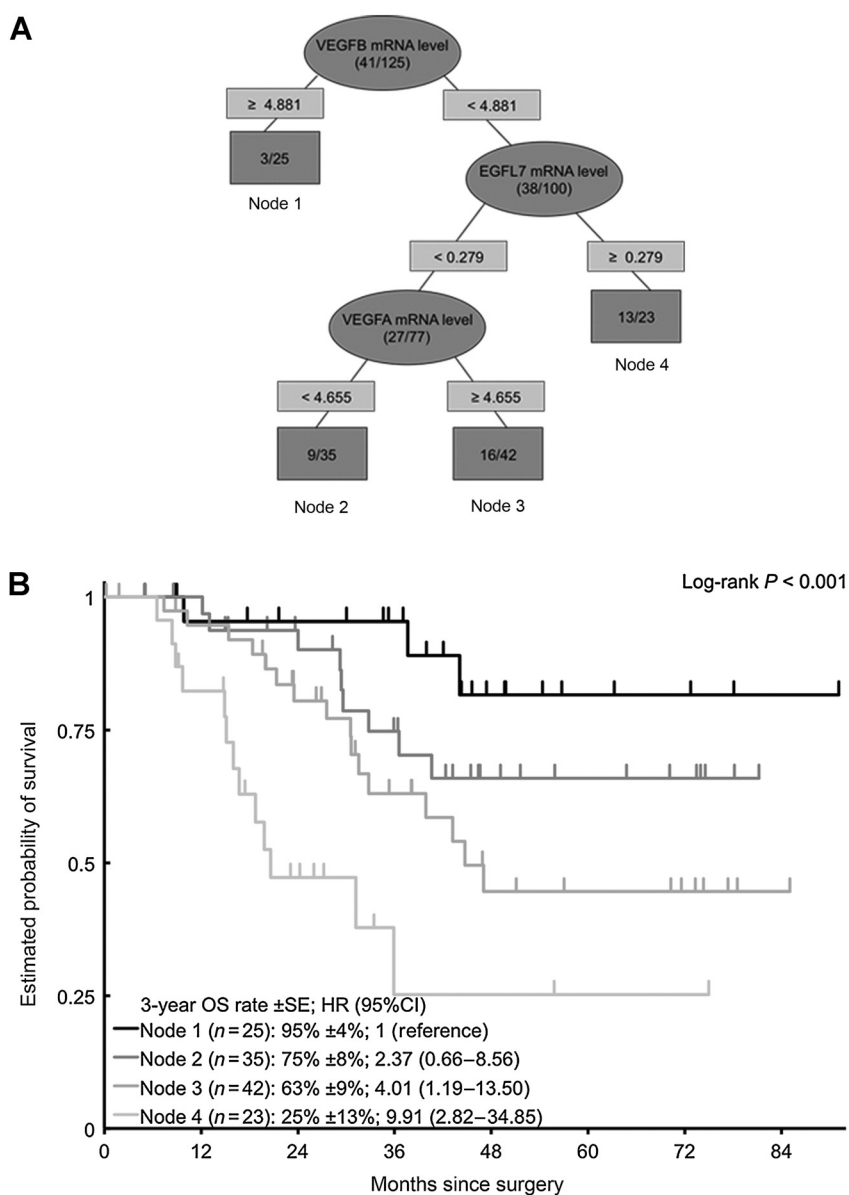 A
VEGFB mRNA level
(41/125)
≥ 4.881
< 4.881
3/25
Node 1
EGFL7 mRNA level
(38/100)
< 0.279
≥ 0.279
VEGFA mRNA level
(27/77)
13/23
Node 4
< 4.655
≥ 4.655
9/35
16/42
Node 2
Node 3
B
Log-rank P < 0.001
1
0.75
0.5
0.25
0
Estimated probability of survival
3-year OS rate ±SE; HR (95%CI)
Node 1 (n=25): 95% ±4%; 1 (reference)
Node 2 (n=35): 75% ±8%; 2.37 (0.66–8.56)
Node 3 (n=42): 63% ±9%; 4.01 (1.19–13.50)
Node 4 (n=23): 25% ±13%; 9.91 (2.82–34.85)
0 12 24 36 48 60 72 84
Months since surgery